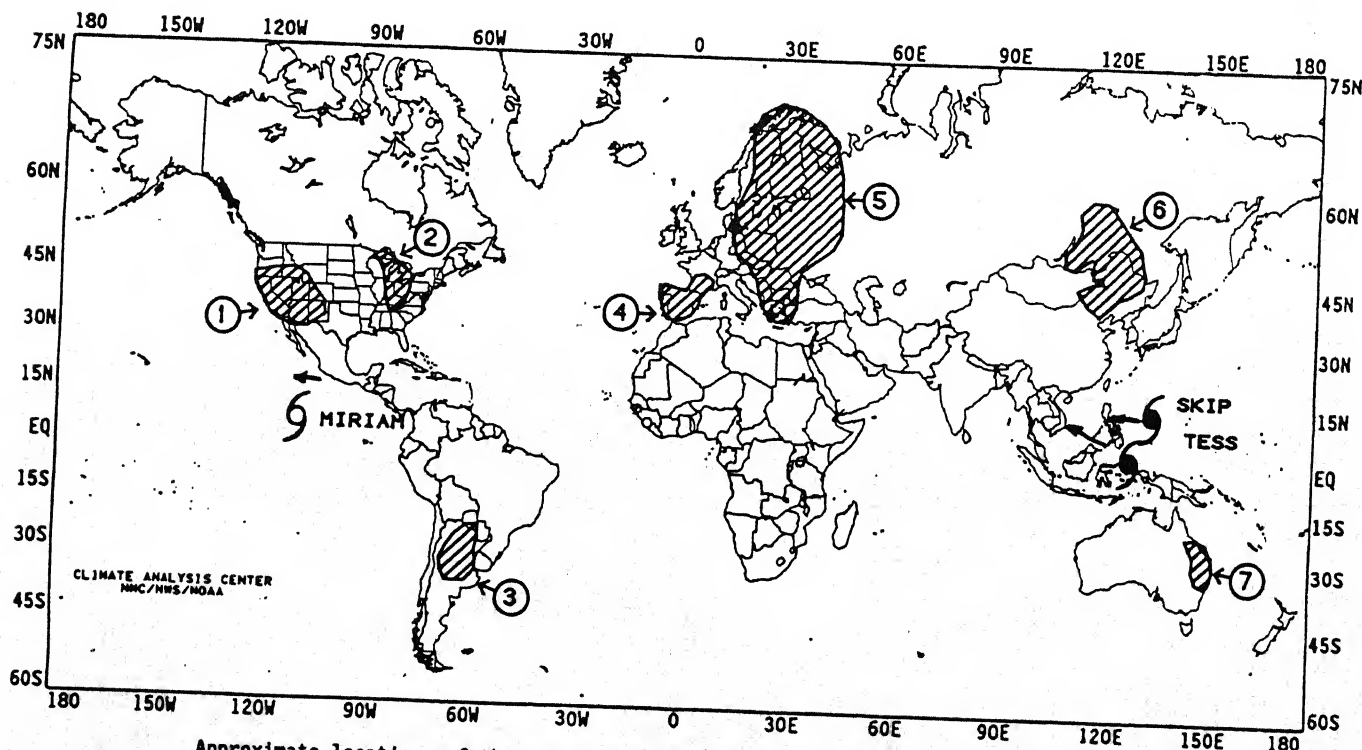 180 150W 120W 90W 60W 30W 0 30E 60E 90E 120E 150E 180
75N 75N
60N 60N
45N 45N
30N 30N
15N 15N
EQ EQ
15S 15S
30S 30S
45S 45S
60S 60S
1
2
3
4
5
6
7
MIRIAM
SKIP
TESS
CLIMATE ANALYSIS CENTER
NMC/NWS/NOAA
180 150W 120W 90W 60W 30W 0 30E 60E 90E 120E 150E 180
Approximate locations